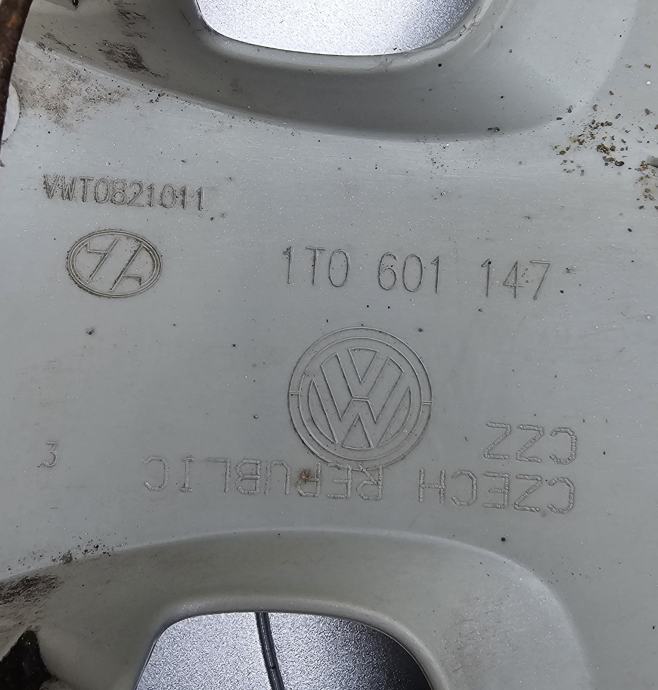 VWT0821011
1T0 601 147
3
CZZ
CZECH REPUBLIC